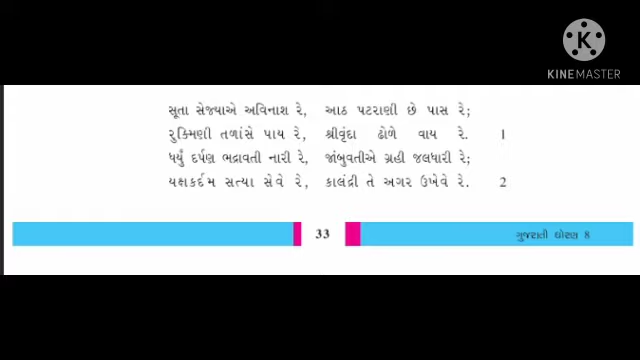 KINEMASTER
સૂતા સેજ્યાએ અવિનાશ રે, આઠ પટરાણી છે પાસ રે;
રુક્મિણી તળાંસે પાય રે, શ્રીવૃંદા ઢોળે વાય રે. 1
ધર્યું દર્પણ ભદ્રાવતી નારી રે, જાંબુવતીએ ગ્રહી જલધારી રે;
યક્ષકર્દમ સત્યા સેવે રે, કાલંદ્રી તે અગર ઉખેવે રે. 2
33
ગુજરાતી ધોરણ 8